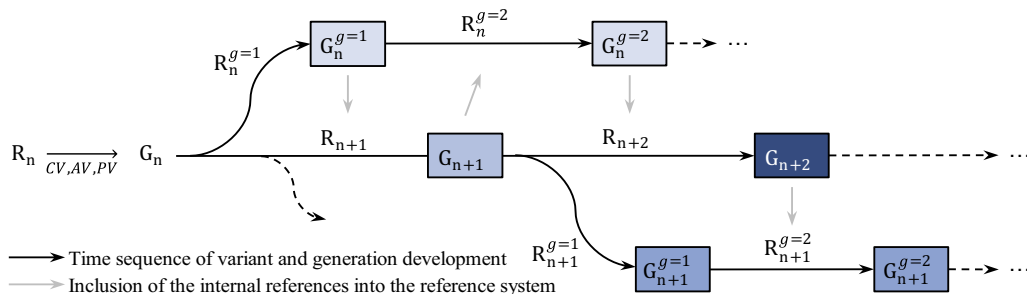 R_n^{g=1} G_n^{g=1} R_n^{g=2} G_n^{g=2} ...
R_n CV,AV,PV G_n R_{n+1} G_{n+1} R_{n+2} G_{n+2} ...
R_{n+1}^{g=1} G_{n+1}^{g=1} R_{n+1}^{g=2} G_{n+1}^{g=2} ...
Time sequence of variant and generation development
Inclusion of the internal references into the reference system